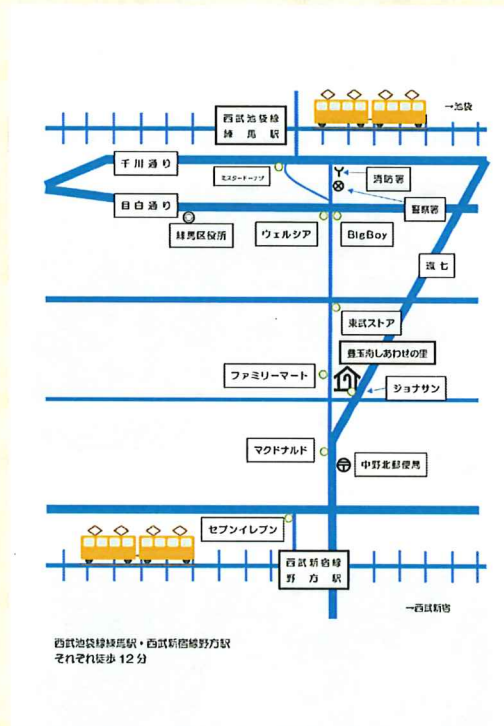 西武池袋線
練馬駅
→池袋
千川通り
ミスタードーナツ
消防署
目白通り
警察署
練馬区役所
ウェルシア
BigBoy
環七
東武ストア
豊玉南しあわせの里
ファミリーマート
ジョナサン
マクドナルド
中野北郵便局
セブンイレブン
西武新宿線
野方駅
→西武新宿
西武池袋線練馬駅・西武新宿線野方駅
それぞれ徒歩12分